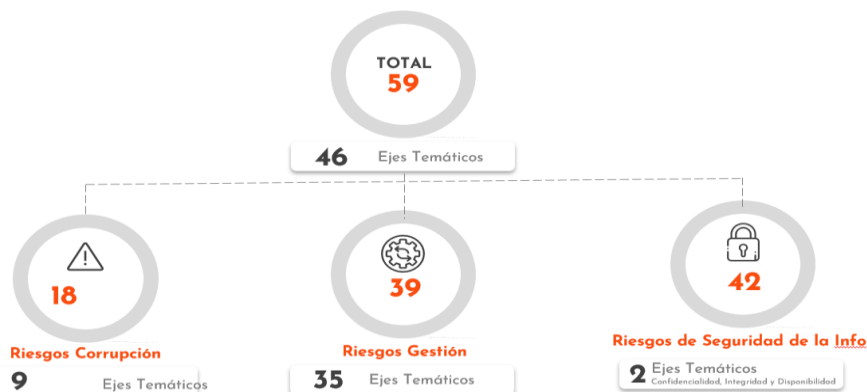 TOTAL
59
46 Ejes Temáticos
18
39
42
Riesgos Corrupción
Riesgos Gestión
Riesgos de Seguridad de la Info
9 Ejes Temáticos
35 Ejes Temáticos
2 Ejes Temáticos
Confidencialidad, Integridad y Disponibilidad